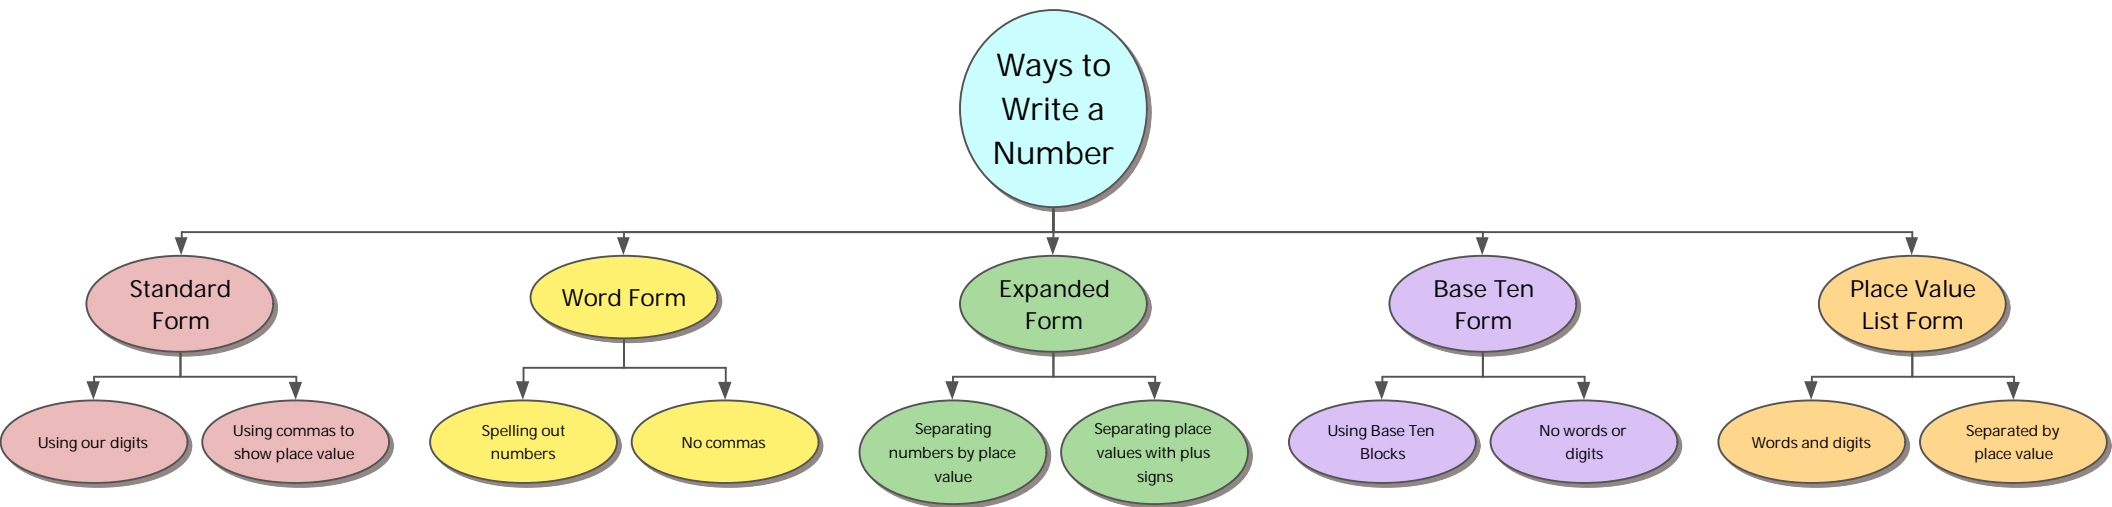 Ways to
Write a
Number
Standard
Form
Word Form
Expanded
Form
Base Ten
Form
Place Value
List Form
Using our digits
Using commas to
show place value
Spelling out
numbers
No commas
Separating
numbers by place
value
Separating place
values with plus
signs
Using Base Ten
Blocks
No words or
digits
Words and digits
Separated by
place value